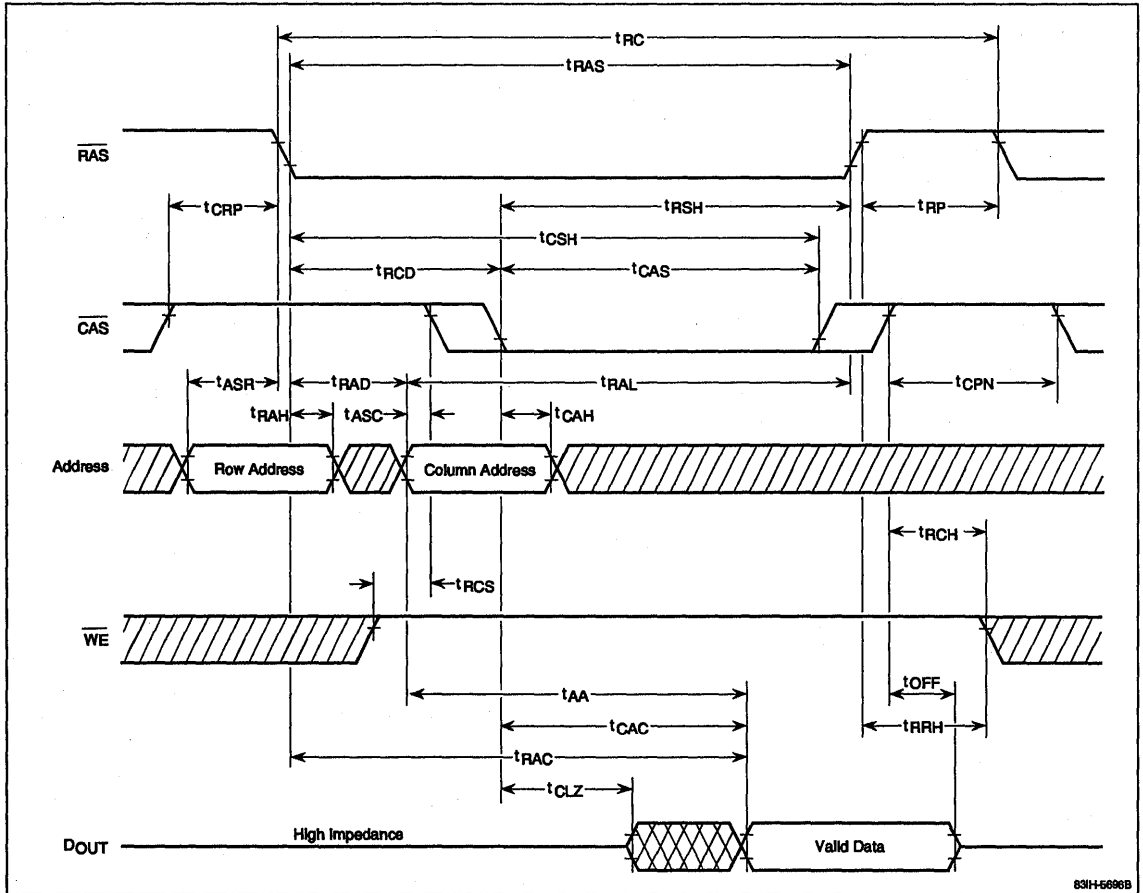 tRC
tRAS
RAS
tCRP
tRSH
tRP
tCSH
tRCD
tCAS
CAS
tASR
tRAD
tRAL
tCPN
tRAH
tASC
tCAH
Address
Row Address
Column Address
tRCH
tRCS
WE
tAA
tOFF
tCAC
tRRH
tRAC
tCLZ
DOUT
High Impedance
Valid Data
83IH-5698B